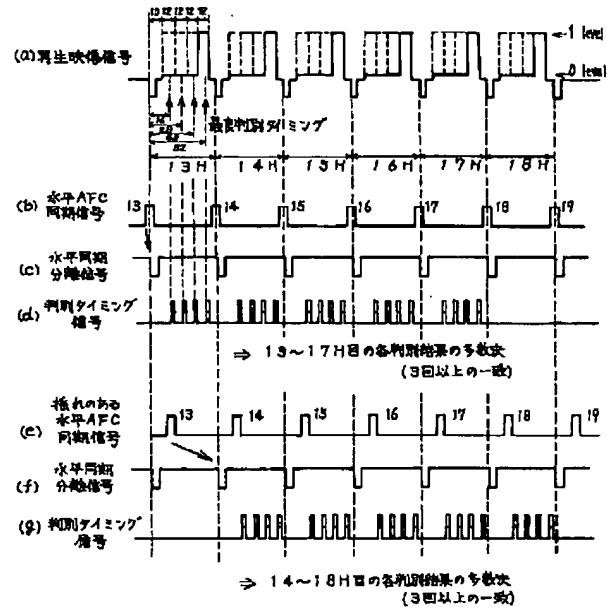 10 12 12 12 12 12
(a) 再生映像信号
1 level
0 level
最良判別タイミング
16
52
13H 14H 15H 16H 17H 18H
(b) 水平AFC
同期信号
13 14 15 16 17 18 19
(c) 水平同期
分離信号
(d) 判別タイミング
信号
⇒ 13〜17H目の各判別結果の多数決
(3回以上の一致)
(e) 揺れのある
水平AFC
同期信号
13 14 15 16 17 18 19
(f) 水平同期
分離信号
(g) 判別タイミング
信号
⇒ 14〜18H目の各判別結果の多数決
(3回以上の一致)